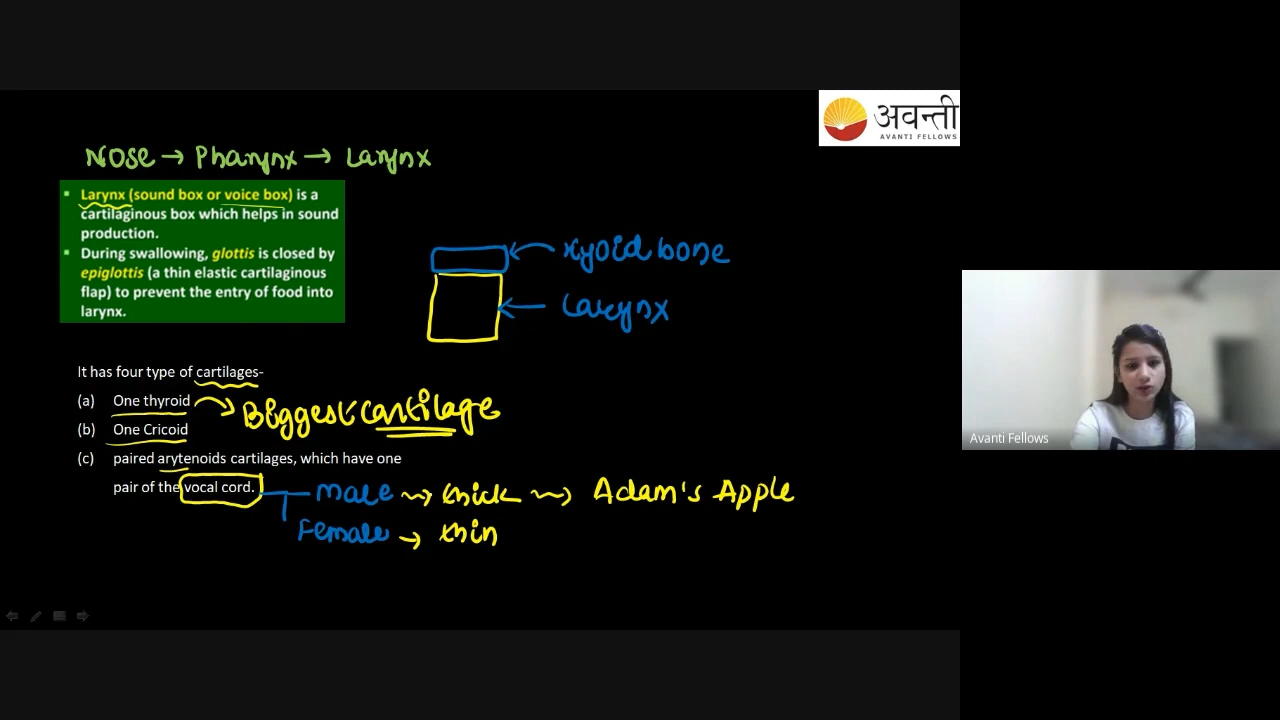 अवन्ती
AVANTI FELLOWS
Nose → Pharynx → Larynx
Larynx (sound box or voice box) is a
cartilaginous box which helps in sound
production.
During swallowing, glottis is closed by
epiglottis (a thin elastic cartilaginous
flap) to prevent the entry of food into
larynx.
Hyoid bone
Larynx
It has four type of cartilages-
(a) One thyroid → Biggest cartilage
(b) One Cricoid
(c) paired arytenoids cartilages, which have one
pair of the vocal cord.
Male → thick → Adam's Apple
Female → thin
Avanti Fellows